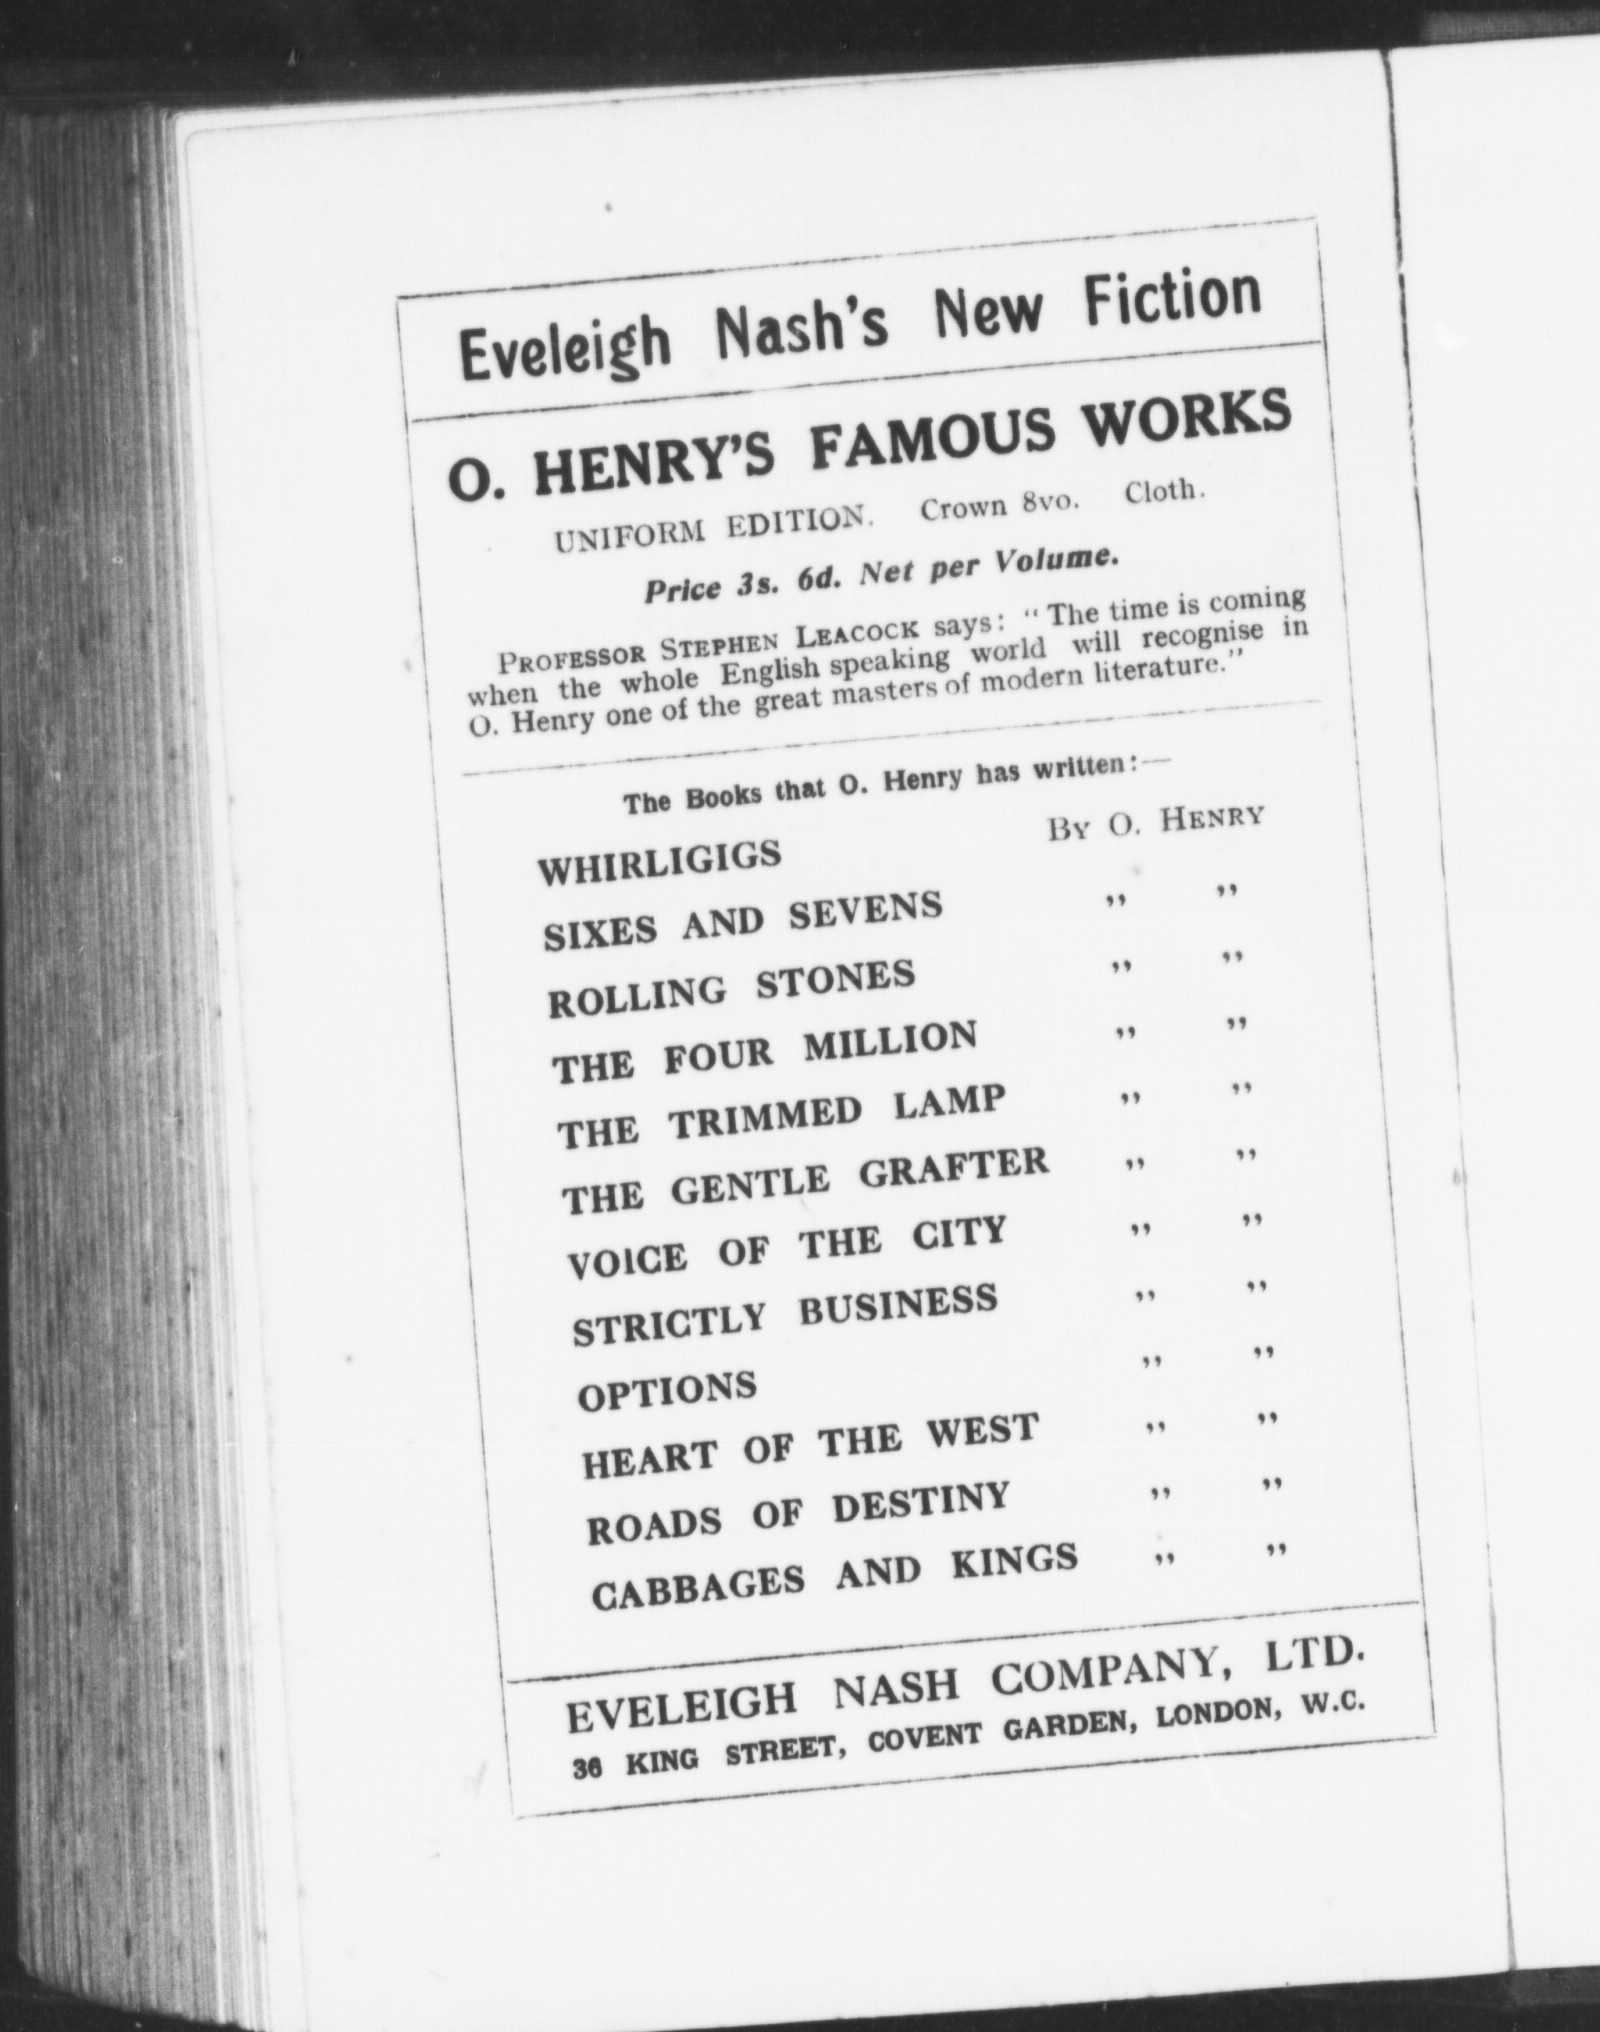 Eveleigh Nash's New Fiction
O. HENRY'S FAMOUS WORKS
UNIFORM EDITION. Crown 8vo. Cloth.
Price 3s. 6d. Net per Volume.
PROFESSOR STEPHEN LEACOCK says: "The time is coming
when the whole English speaking world will recognise in
O. Henry one of the great masters of modern literature."
The Books that O. Henry has written:—
WHIRLIGIGS BY O. HENRY
SIXES AND SEVENS ,, ,,
ROLLING STONES ,, ,,
THE FOUR MILLION ,, ,,
THE TRIMMED LAMP ,, ,,
THE GENTLE GRAFTER ,, ,,
VOICE OF THE CITY ,, ,,
STRICTLY BUSINESS ,, ,,
OPTIONS ,, ,,
HEART OF THE WEST ,, ,,
ROADS OF DESTINY ,, ,,
CABBAGES AND KINGS ,, ,,
EVELEIGH NASH COMPANY, LTD.
36 KING STREET, COVENT GARDEN, LONDON, W.C.